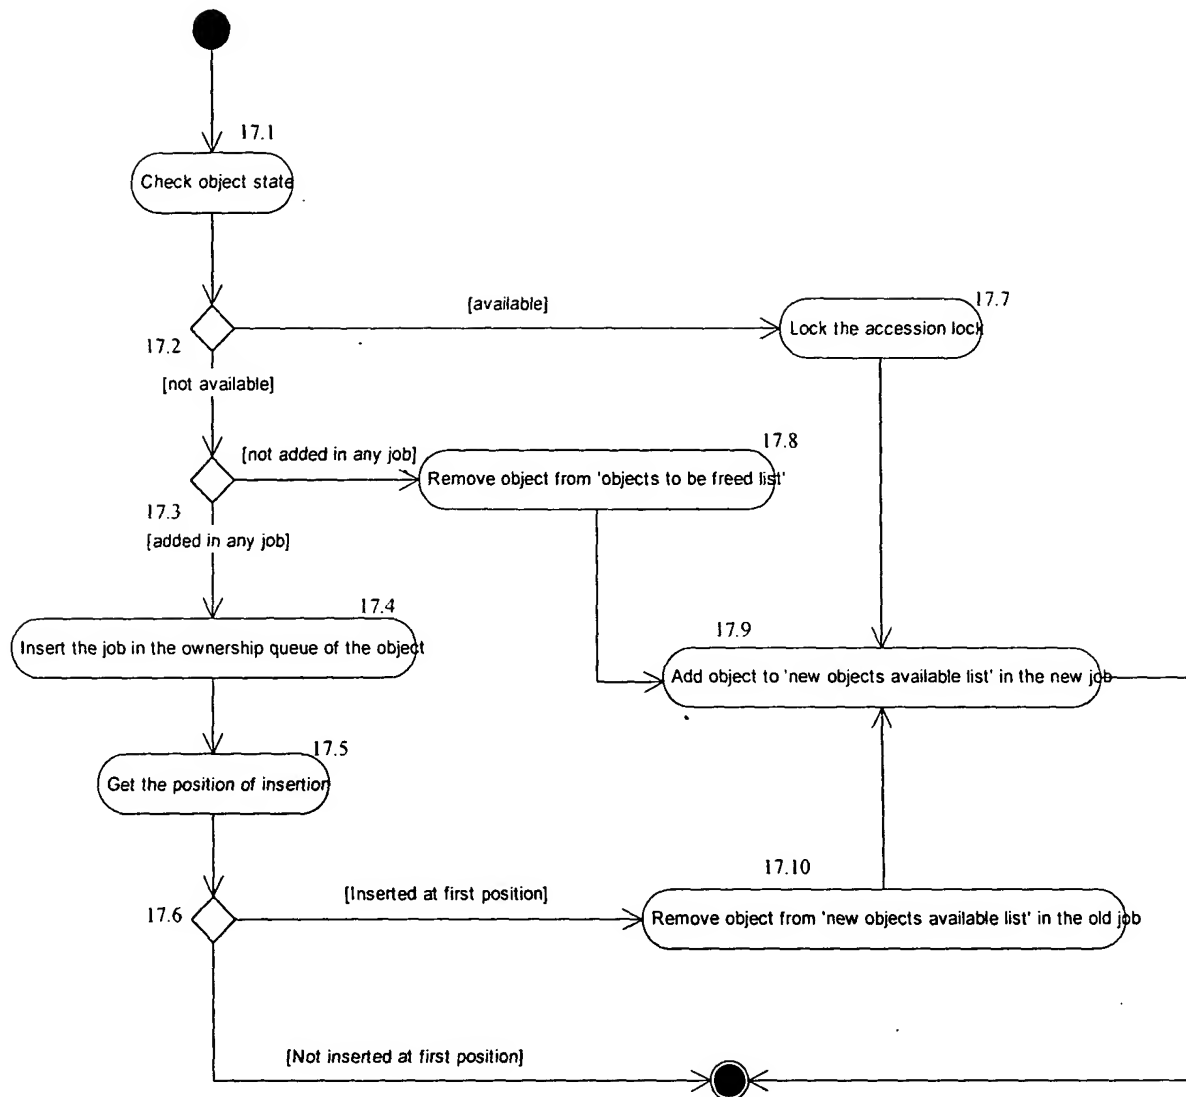 17.1
Check object state
[available]
17.7
Lock the accession lock
17.2
[not available]
[not added in any job]
17.8
Remove object from 'objects to be freed list'
17.3
[added in any job]
17.4
Insert the job in the ownership queue of the object
17.9
Add object to 'new objects available list' in the new job
17.5
Get the position of insertion
17.10
[Inserted at first position]
17.6
Remove object from 'new objects available list' in the old job
[Not inserted at first position]